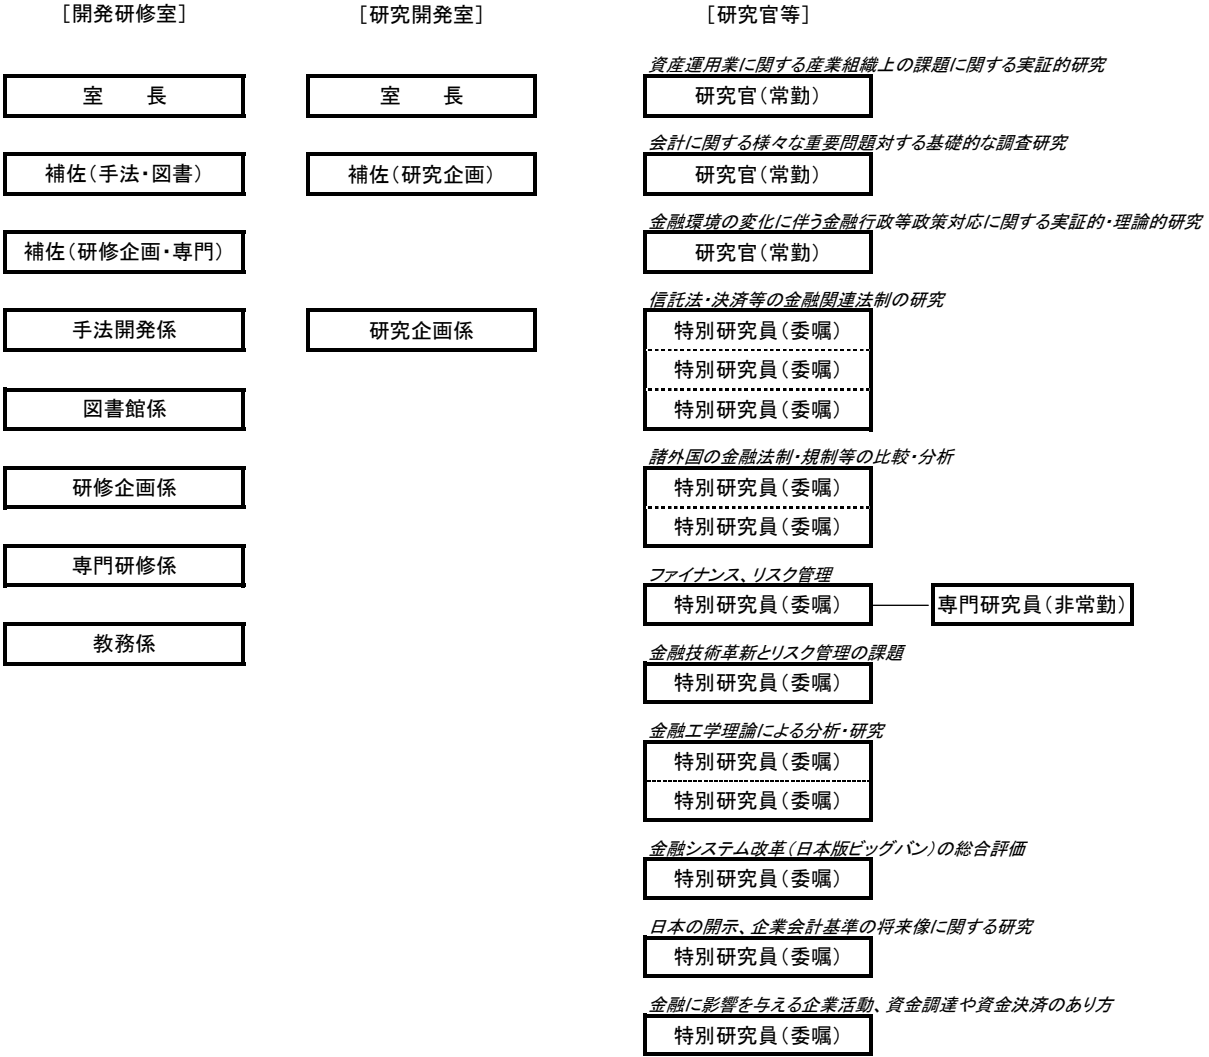 ［開発研修室］
室　　長
補佐（手法・図書）
補佐（研修企画・専門）
手法開発係
図書館係
研修企画係
専門研修係
教務係
［研究開発室］
室　　長
補佐（研究企画）
研究企画係
［研究官等］
資産運用業に関する産業組織上の課題に関する実証的研究
研究官（常勤）
会計に関する様々な重要問題対する基礎的な調査研究
研究官（常勤）
金融環境の変化に伴う金融行政等政策対応に関する実証的・理論的研究
研究官（常勤）
信託法・決済等の金融関連法制の研究
特別研究員（委嘱）
特別研究員（委嘱）
特別研究員（委嘱）
諸外国の金融法制・規制等の比較・分析
特別研究員（委嘱）
特別研究員（委嘱）
ファイナンス、リスク管理
特別研究員（委嘱）
専門研究員（非常勤）
金融技術革新とリスク管理の課題
特別研究員（委嘱）
金融工学理論による分析・研究
特別研究員（委嘱）
特別研究員（委嘱）
金融システム改革（日本版ビッグバン）の総合評価
特別研究員（委嘱）
日本の開示、企業会計基準の将来像に関する研究
特別研究員（委嘱）
金融に影響を与える企業活動、資金調達や資金決済のあり方
特別研究員（委嘱）